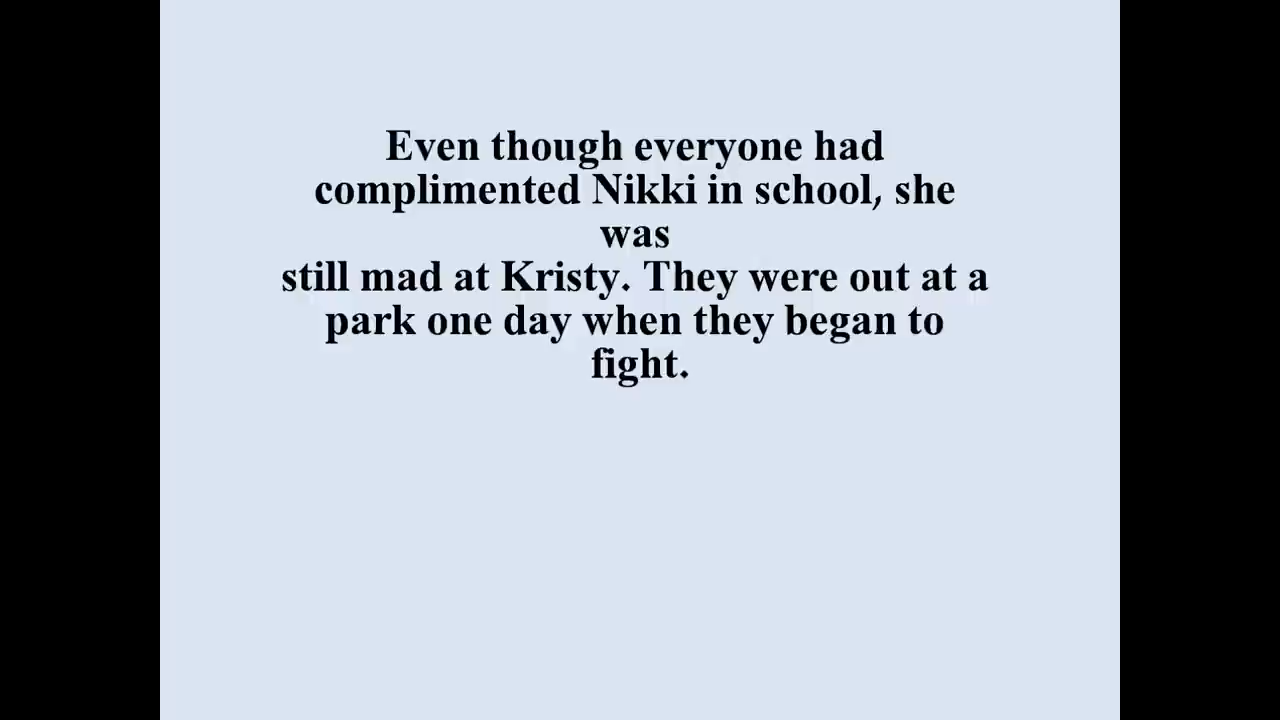 Even though everyone had
complimented Nikki in school, she
was
still mad at Kristy. They were out at a
park one day when they began to
fight.